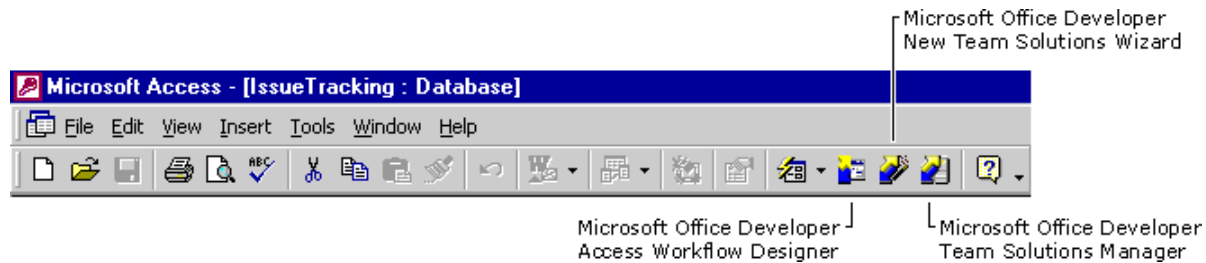 Microsoft Office Developer
New Team Solutions Wizard
Microsoft Access - [IssueTracking : Database]
File Edit View Insert Tools Window Help
ABC
Microsoft Office Developer
Access Workflow Designer
Microsoft Office Developer
Team Solutions Manager